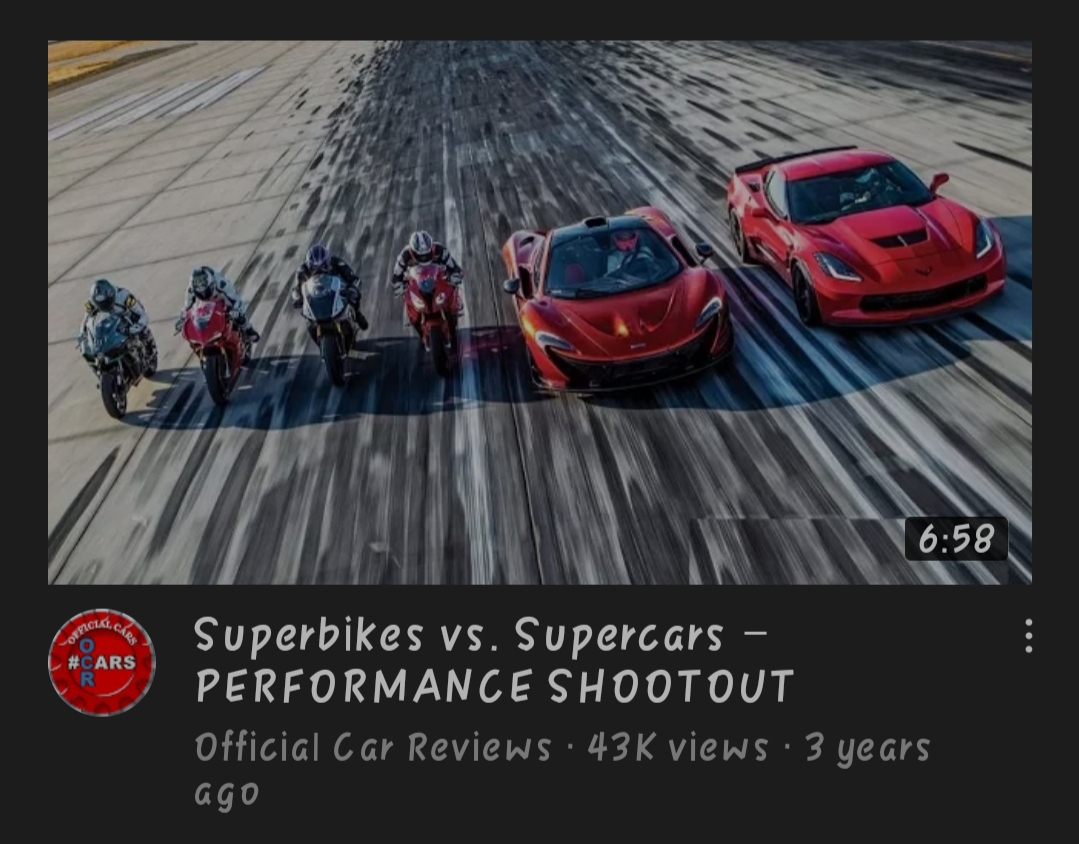 6:58
OFFICIAL CARS
O
#CARS
R
Superbikes vs. Supercars –
PERFORMANCE SHOOTOUT
Official Car Reviews · 43K views · 3 years
ago